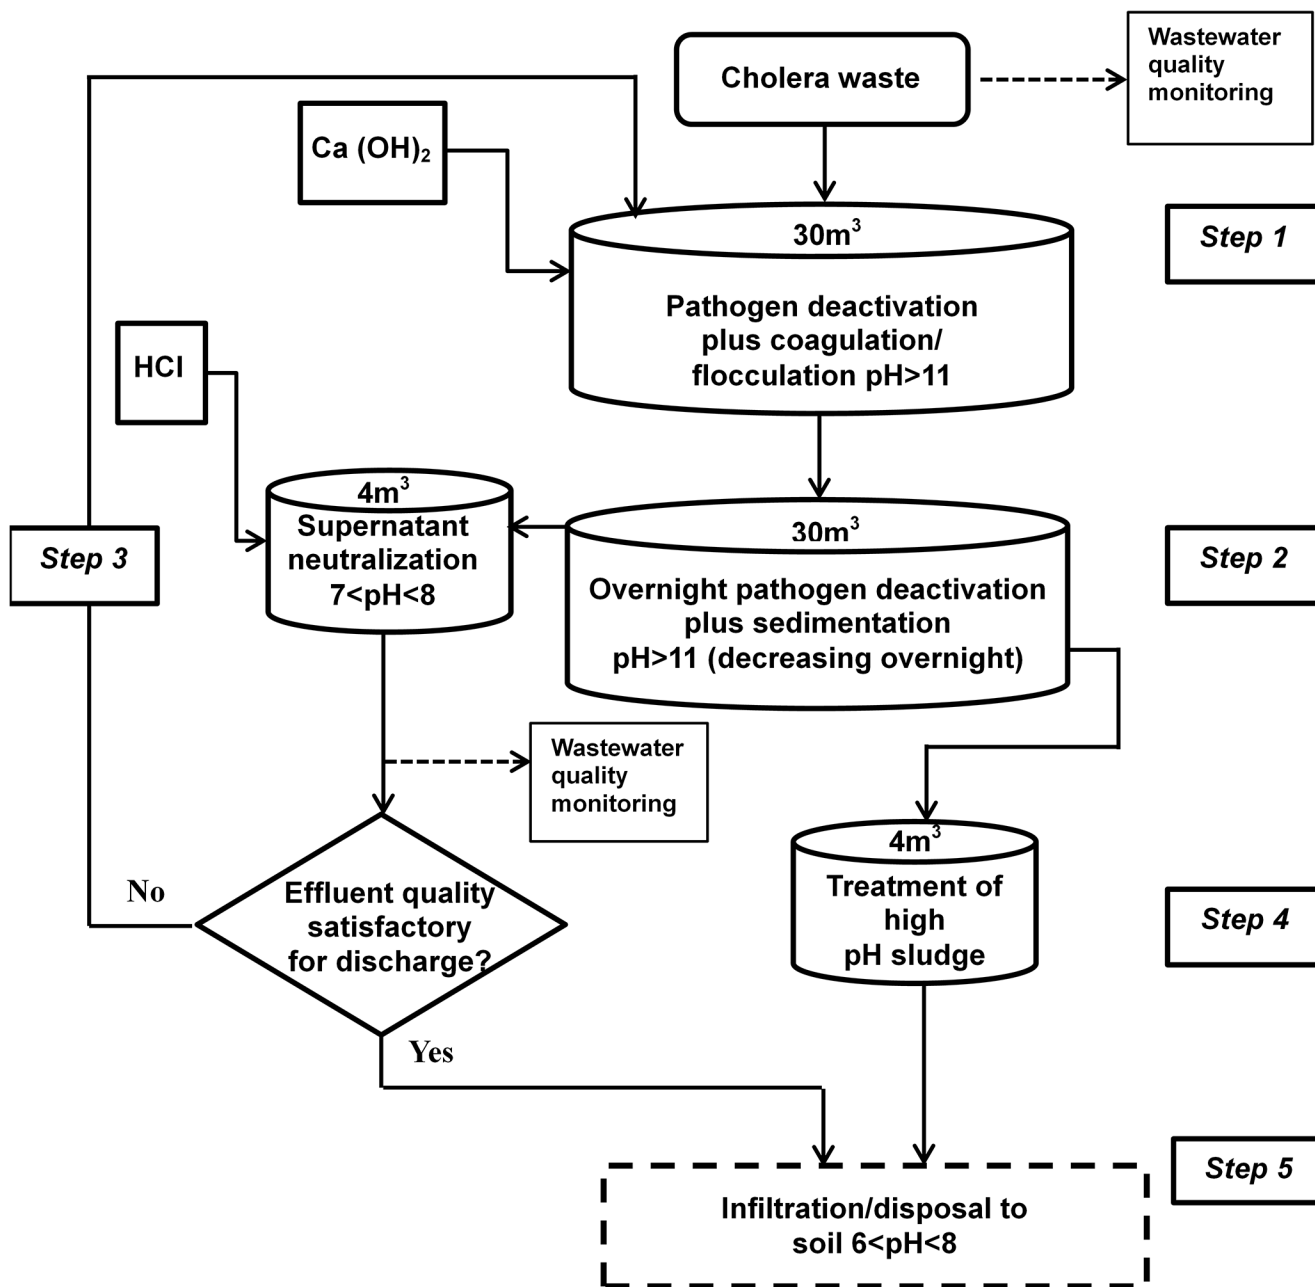 Cholera waste
Wastewater
quality
monitoring
Ca (OH)₂
30m³
Pathogen deactivation
plus coagulation/
flocculation pH>11
Step 1
HCl
4m³
Supernatant
neutralization
7<pH<8
30m³
Overnight pathogen deactivation
plus sedimentation
pH>11 (decreasing overnight)
Step 2
Step 3
Wastewater
quality
monitoring
Effluent quality
satisfactory
for discharge?
No
Yes
4m³
Treatment of
high
pH sludge
Step 4
Step 5
Infiltration/disposal to
soil 6<pH<8